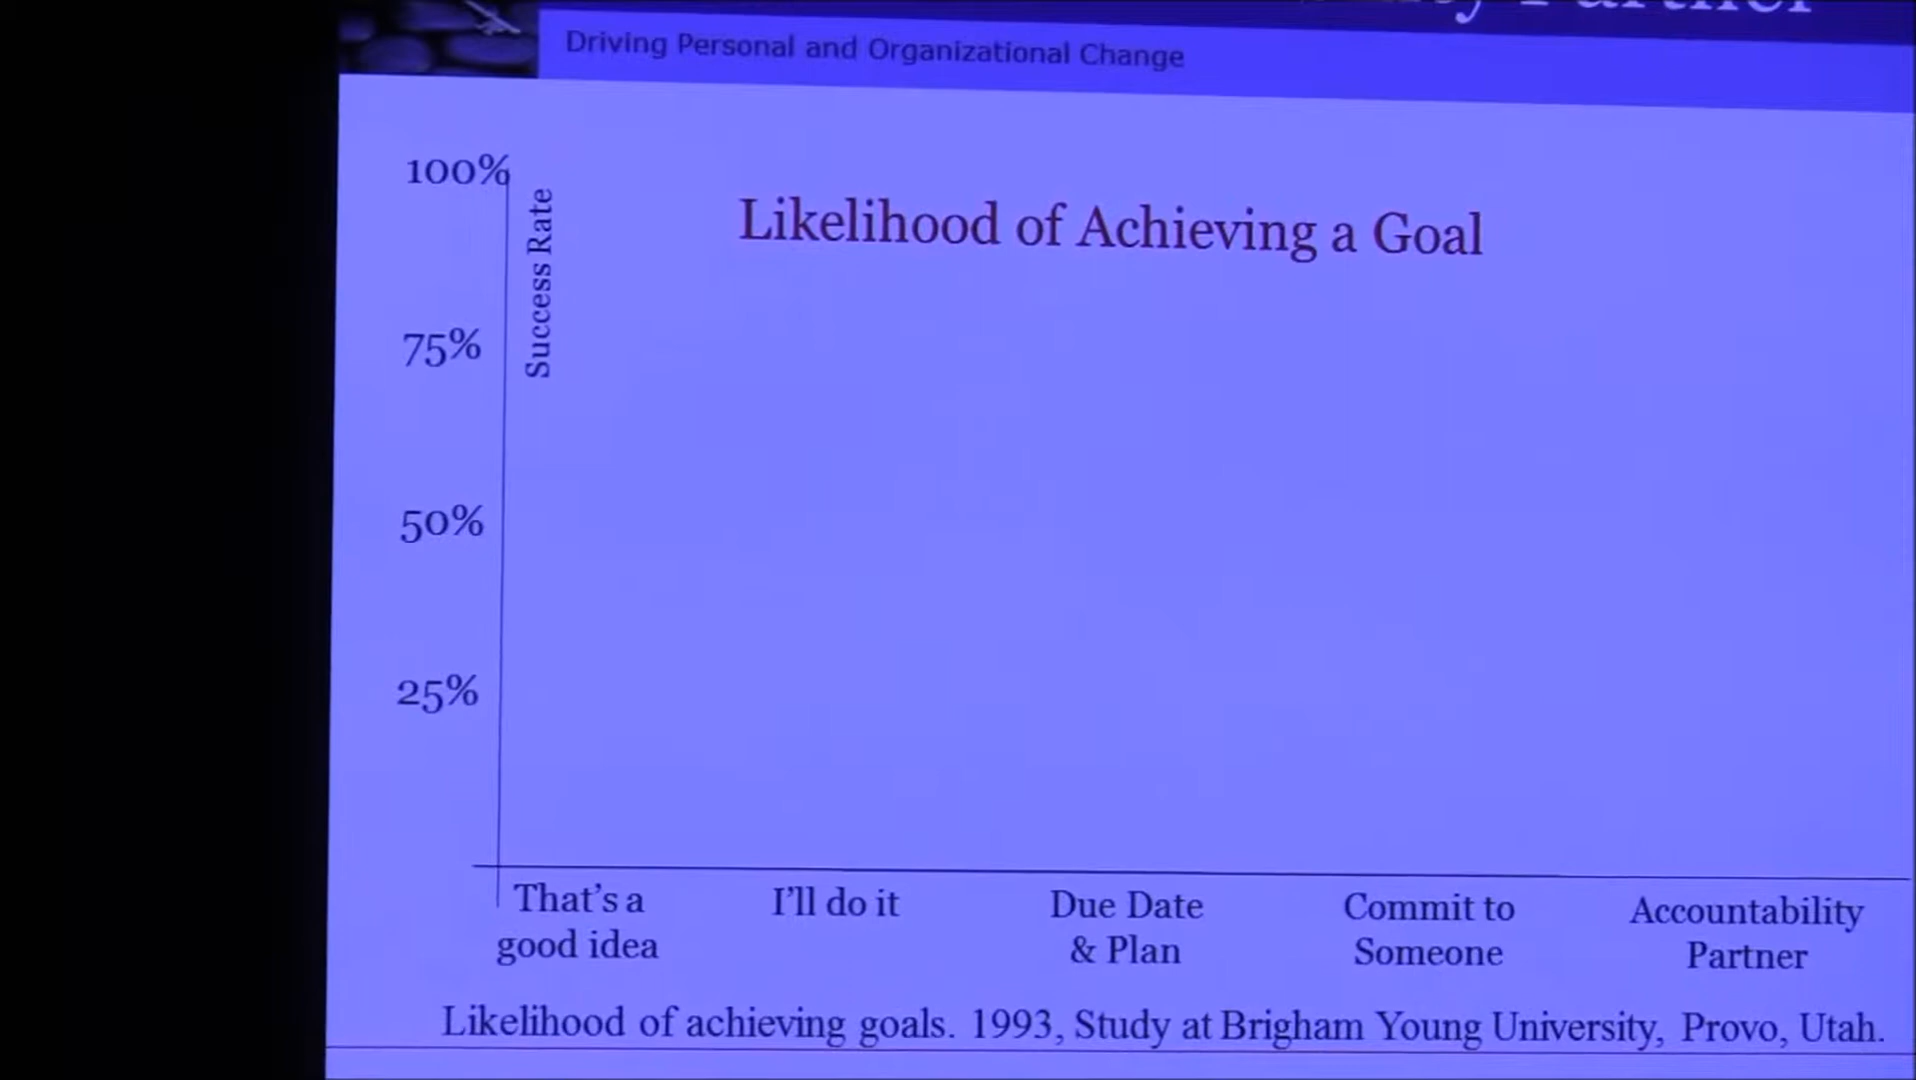 Partner
Driving Personal and Organizational Change
100%
Success Rate
Likelihood of Achieving a Goal
75%
50%
25%
That's a
good idea
I'll do it
Due Date
& Plan
Commit to
Someone
Accountability
Partner
Likelihood of achieving goals. 1993, Study at Brigham Young University, Provo, Utah.